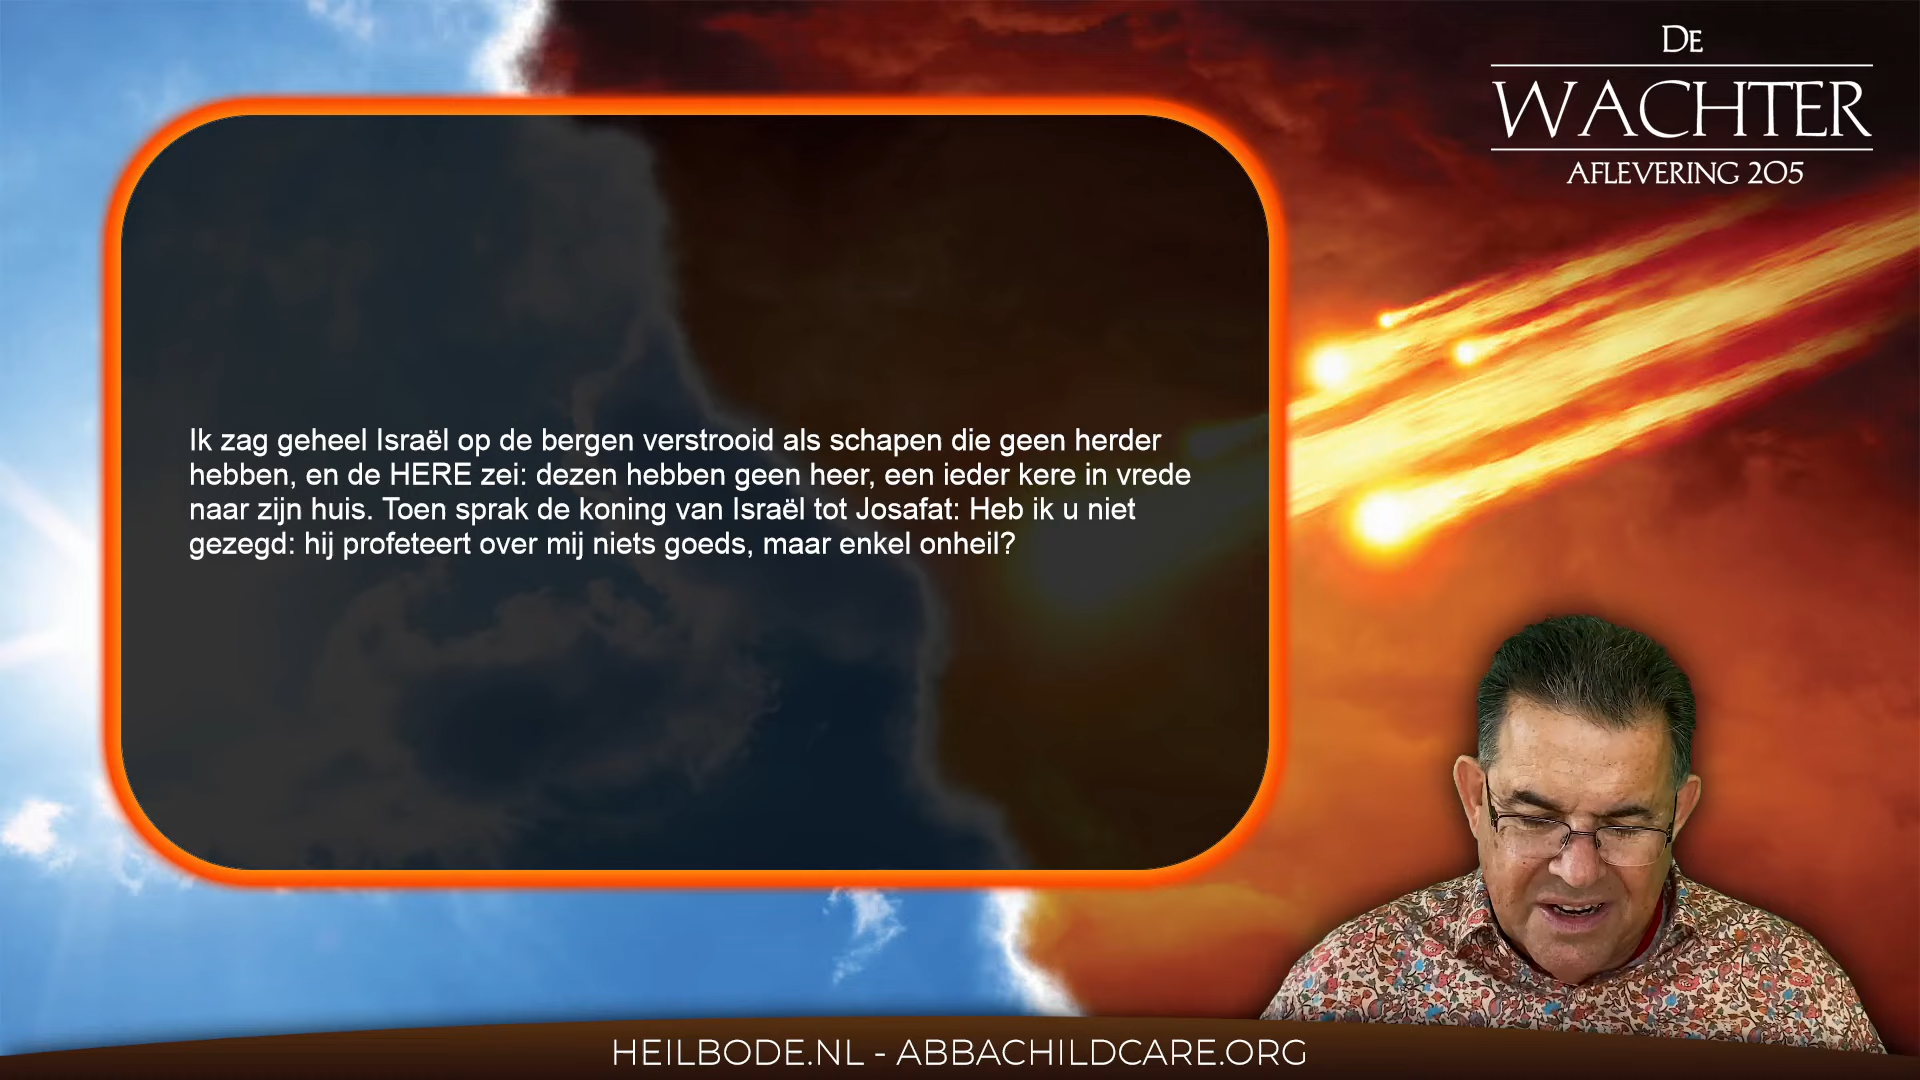 DE
WACHTER
AFLEVERING 205
Ik zag geheel Israël op de bergen verstrooid als schapen die geen herder
hebben, en de HERE zei: dezen hebben geen heer, een ieder kere in vrede
naar zijn huis. Toen sprak de koning van Israël tot Josafat: Heb ik u niet
gezegd: hij profeteert over mij niets goeds, maar enkel onheil?
HEILBODE.NL - ABBACHILDCARE.ORG